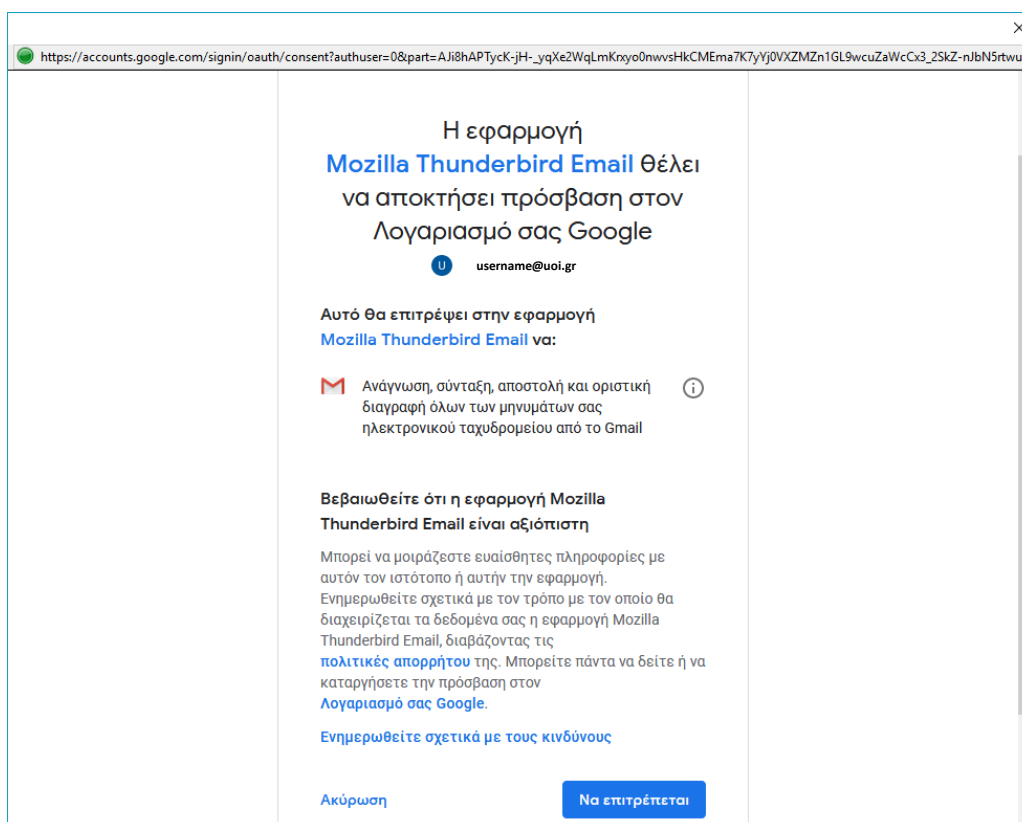 https://accounts.google.com/signin/oauth/consent?authuser=0&part=AJi8hAPTycK-jH-_yqXe2WqLmKrxyo0nwvsHkCMEma7K7yYj0VXZMZn1GL9wcuZaWcCx3_2SkZ-nJbN5rtwu
Η εφαρμογή
Mozilla Thunderbird Email θέλει
να αποκτήσει πρόσβαση στον
Λογαριασμό σας Google
U username@uoi.gr
Αυτό θα επιτρέψει στην εφαρμογή
Mozilla Thunderbird Email να:
Ανάγνωση, σύνταξη, αποστολή και οριστική
διαγραφή όλων των μηνυμάτων σας
ηλεκτρονικού ταχυδρομείου από το Gmail
Βεβαιωθείτε ότι η εφαρμογή Mozilla
Thunderbird Email είναι αξιόπιστη
Μπορεί να μοιράζεστε ευαίσθητες πληροφορίες με
αυτόν τον ιστότοπο ή αυτήν την εφαρμογή.
Ενημερωθείτε σχετικά με τον τρόπο με τον οποίο θα
διαχειρίζεται τα δεδομένα σας η εφαρμογή Mozilla
Thunderbird Email, διαβάζοντας τις
πολιτικές απορρήτου της. Μπορείτε πάντα να δείτε ή να
καταργήσετε την πρόσβαση στον
Λογαριασμό σας Google.
Ενημερωθείτε σχετικά με τους κινδύνους
Ακύρωση Να επιτρέπεται